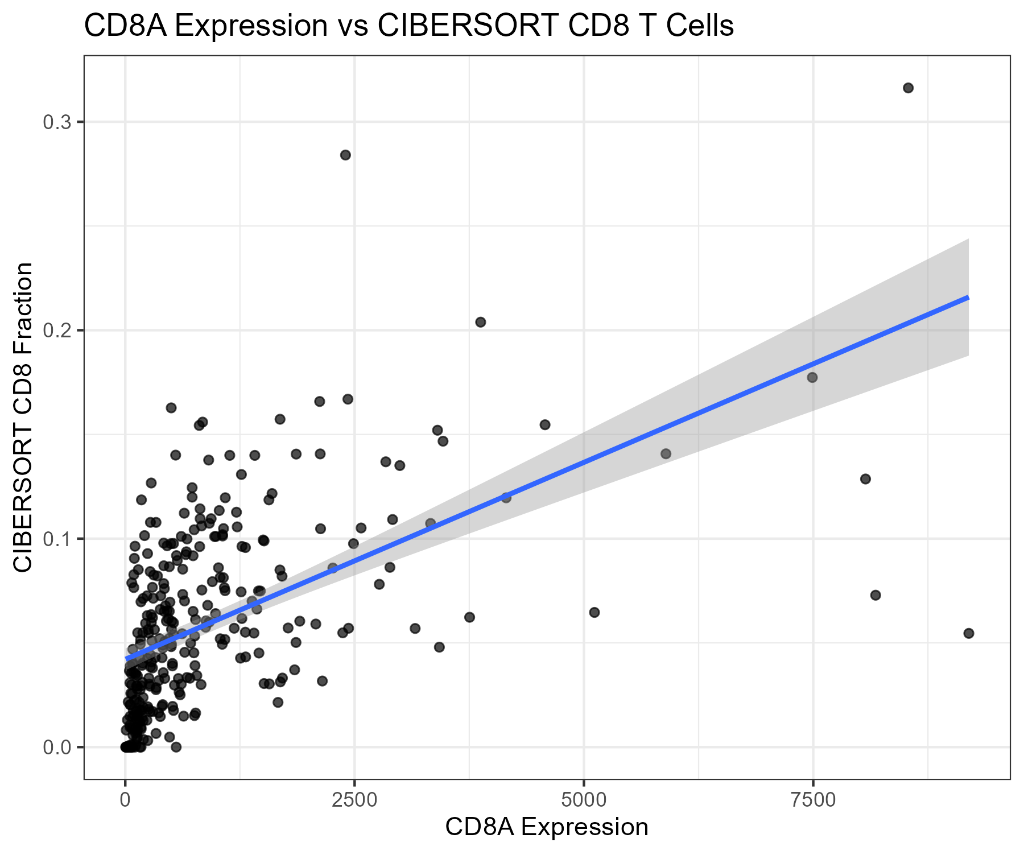 CD8A Expression vs CIBERSORT CD8 T Cells
CIBERSORT CD8 Fraction
0.3
0.2
0.1
0.0
0 2500 5000 7500
CD8A Expression